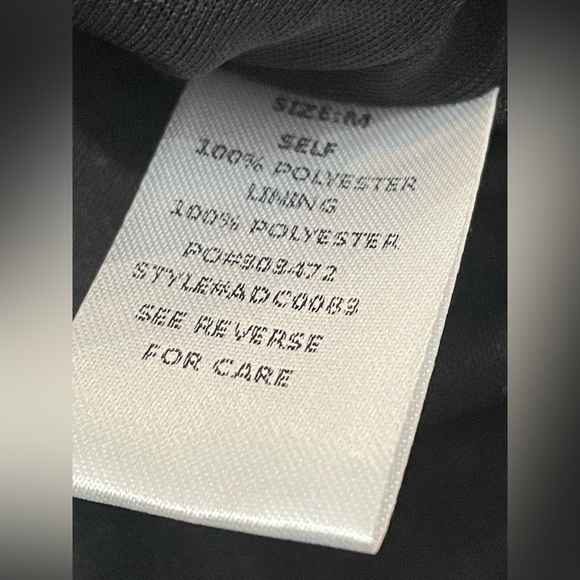 SIZE:M
SELF
100% POLYESTER
LINING
100% POLYESTER
PO#303472
STYLE#ADC0083
SEE REVERSE
FOR CARE